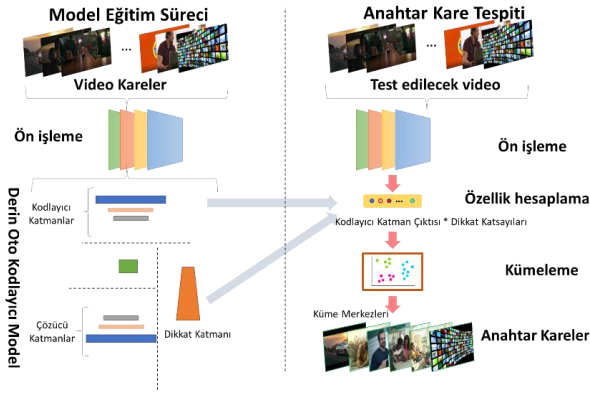 Model Eğitim Süreci
...
Video Kareler
Ön işleme
Derin Oto Kodlayıcı Model
Kodlayıcı
Katmanlar
Çözücü
Katmanlar
Dikkat Katmanı
Anahtar Kare Tespiti
...
Test edilecek video
Ön işleme
Özellik hesaplama
Kodlayıcı Katman Çıktısı * Dikkat Katsayıları
Kümeleme
Küme Merkezleri
Anahtar Kareler